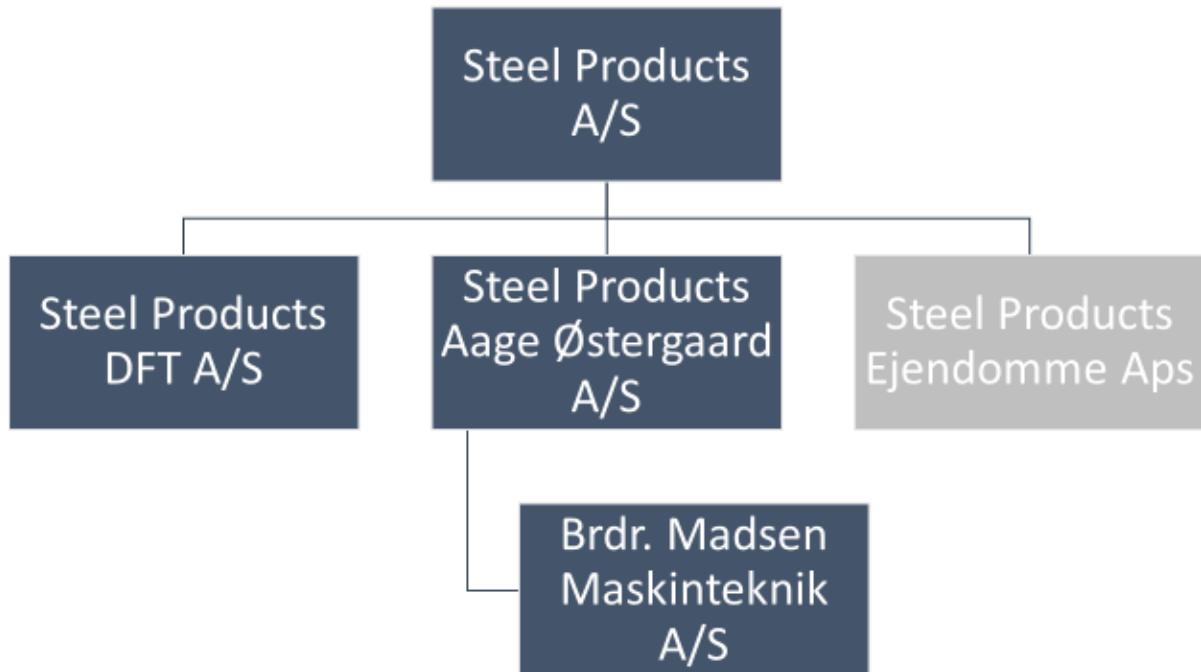 Steel Products
A/S
Steel Products
DFT A/S
Steel Products
Aage Østergaard
A/S
Steel Products
Ejendomme Aps
Brdr. Madsen
Maskinteknik
A/S